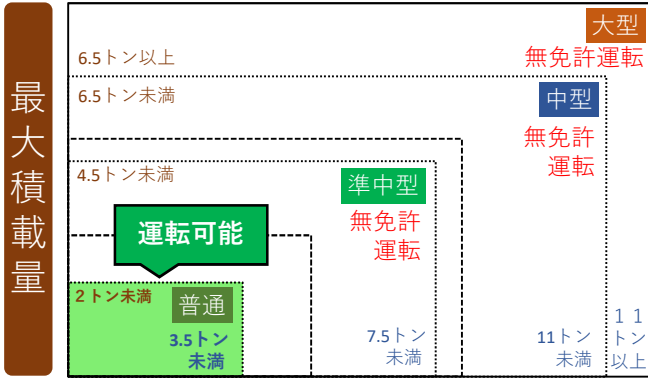 最大積載量
大型
6.5トン以上
無免許運転
6.5トン未満
中型
無免許
運転
4.5トン未満
準中型
無免許
運転
運転可能
2トン未満
普通
3.5トン
未満
7.5トン
未満
11トン
未満
11
トン
以上